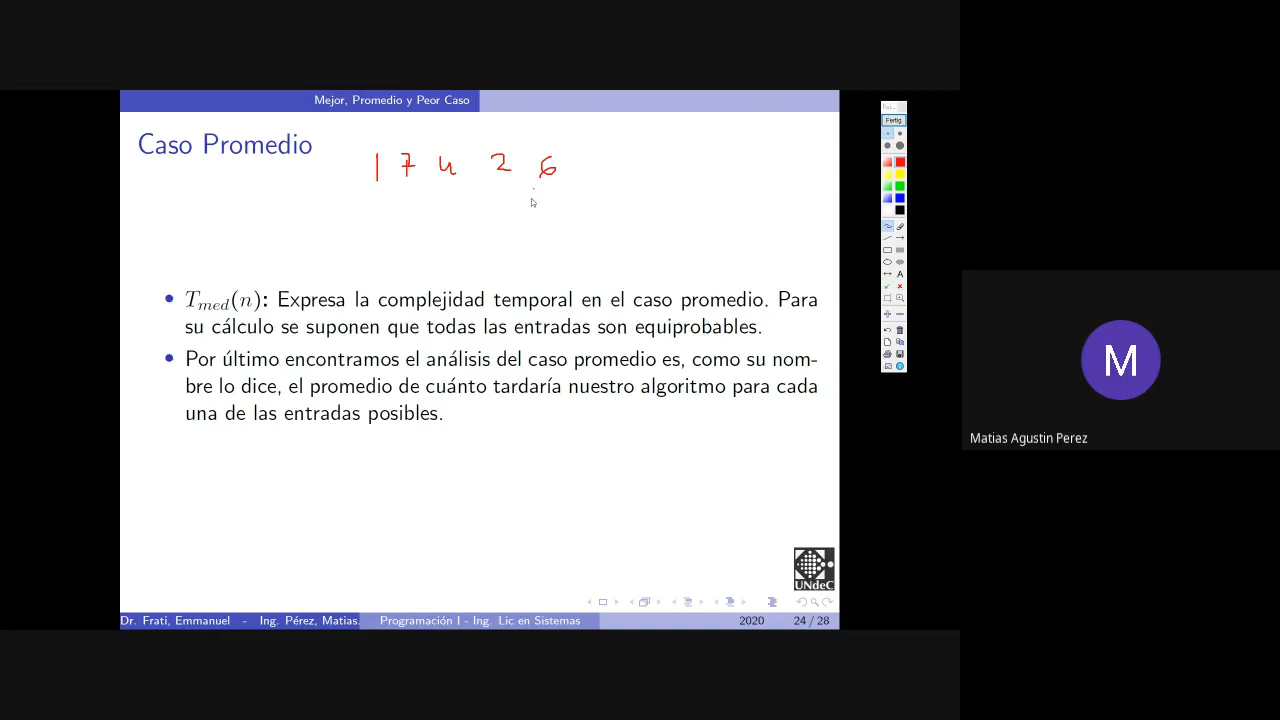 Mejor, Promedio y Peor Caso
Caso Promedio
1 7 4 2 6
• T_med(n): Expresa la complejidad temporal en el caso promedio. Para
su cálculo se suponen que todas las entradas son equiprobables.
• Por último encontramos el análisis del caso promedio es, como su nom-
bre lo dice, el promedio de cuánto tardaría nuestro algoritmo para cada
una de las entradas posibles.
UNdeC
Dr. Frati, Emmanuel - Ing. Pérez, Matias. Programación I - Ing. Lic en Sistemas 2020 24 / 28
Fertig
A
M
Matias Agustin Perez